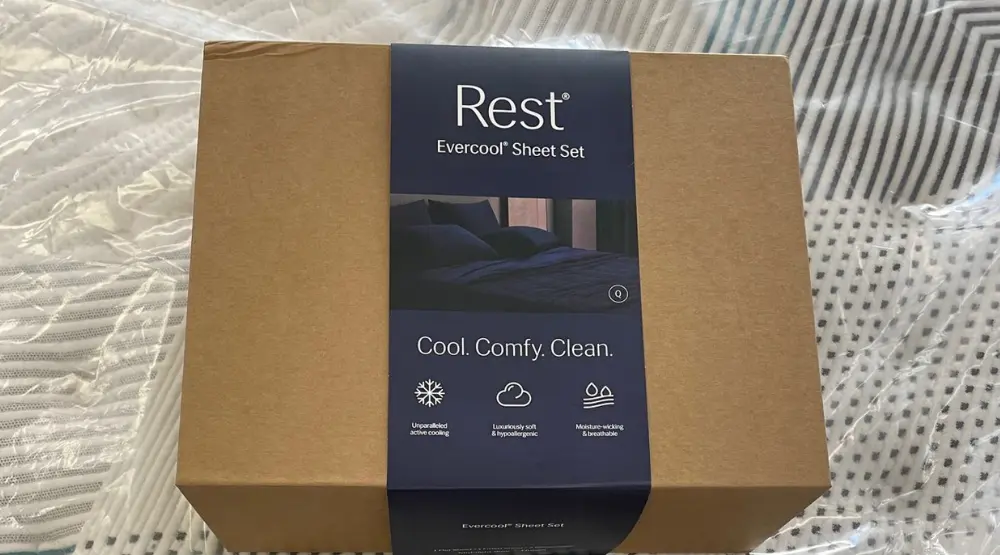 Rest®
Evercool® Sheet Set
Q
Cool. Comfy. Clean.
Unparalleled
active cooling
Luxuriously soft
& hypoallergenic
Moisture-wicking
& breathable
Evercool® Sheet Set